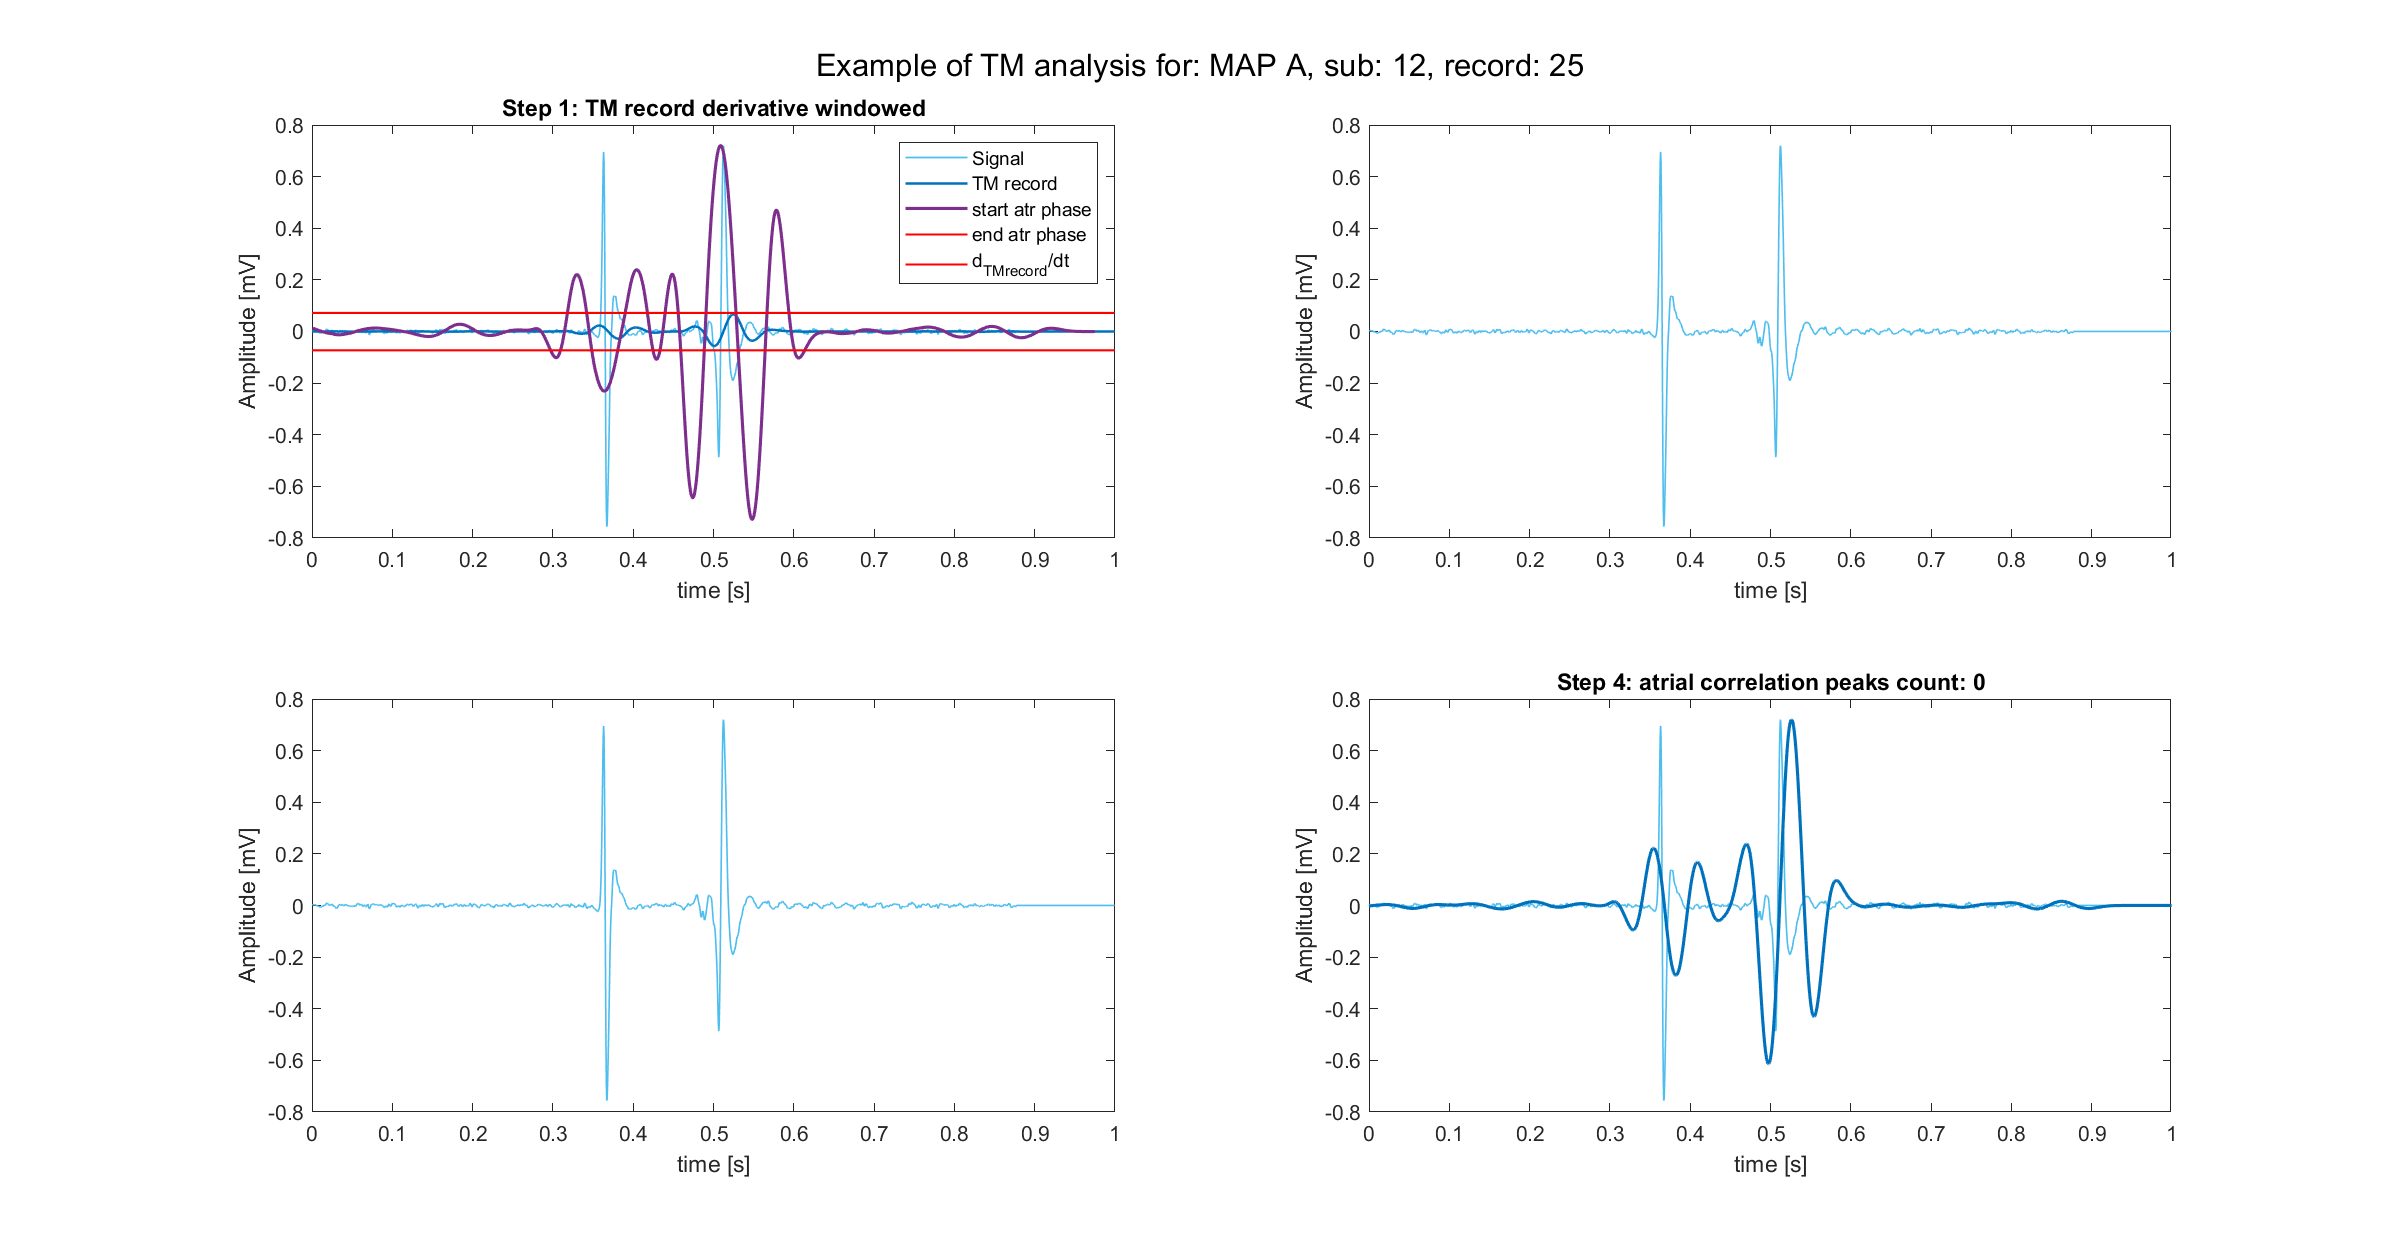 Example of TM analysis for: MAP A, sub: 12, record: 25
Step 1: TM record derivative windowed
0.8
0.6
0.4
0.2
0
-0.2
-0.4
-0.6
-0.8
Amplitude [mV]
Signal
TM record
start atr phase
end atr phase
d_TMrecord/dt
0 0.1 0.2 0.3 0.4 0.5 0.6 0.7 0.8 0.9 1
time [s]
0.8
0.6
0.4
0.2
0
-0.2
-0.4
-0.6
-0.8
Amplitude [mV]
0 0.1 0.2 0.3 0.4 0.5 0.6 0.7 0.8 0.9 1
time [s]
0.8
0.6
0.4
0.2
0
-0.2
-0.4
-0.6
-0.8
Amplitude [mV]
0 0.1 0.2 0.3 0.4 0.5 0.6 0.7 0.8 0.9 1
time [s]
Step 4: atrial correlation peaks count: 0
0.8
0.6
0.4
0.2
0
-0.2
-0.4
-0.6
-0.8
Amplitude [mV]
0 0.1 0.2 0.3 0.4 0.5 0.6 0.7 0.8 0.9 1
time [s]